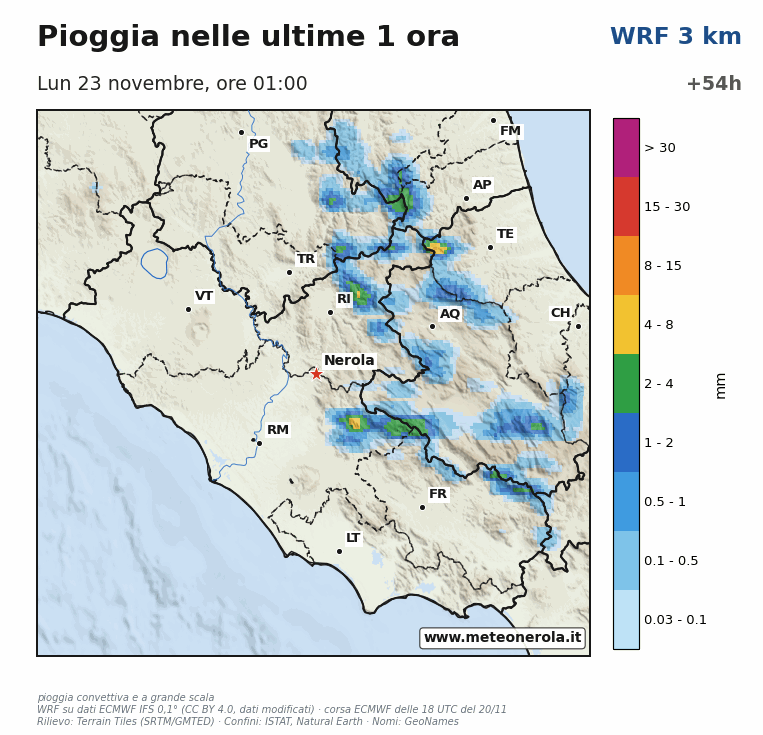 Pioggia nelle ultime 1 ora
WRF 3 km
Lun 23 novembre, ore 01:00
+54h
FM
PG
AP
TE
TR
VT
RI
AQ
CH
Nerola
RM
FR
LT
www.meteonerola.it
> 30
15 - 30
8 - 15
4 - 8
2 - 4
1 - 2
0.5 - 1
0.1 - 0.5
0.03 - 0.1
mm
pioggia convettiva e a grande scala
WRF su dati ECMWF IFS 0,1° (CC BY 4.0, dati modificati) · corsa ECMWF delle 18 UTC del 20/11
Rilievo: Terrain Tiles (SRTM/GMTED) · Confini: ISTAT, Natural Earth · Nomi: GeoNames